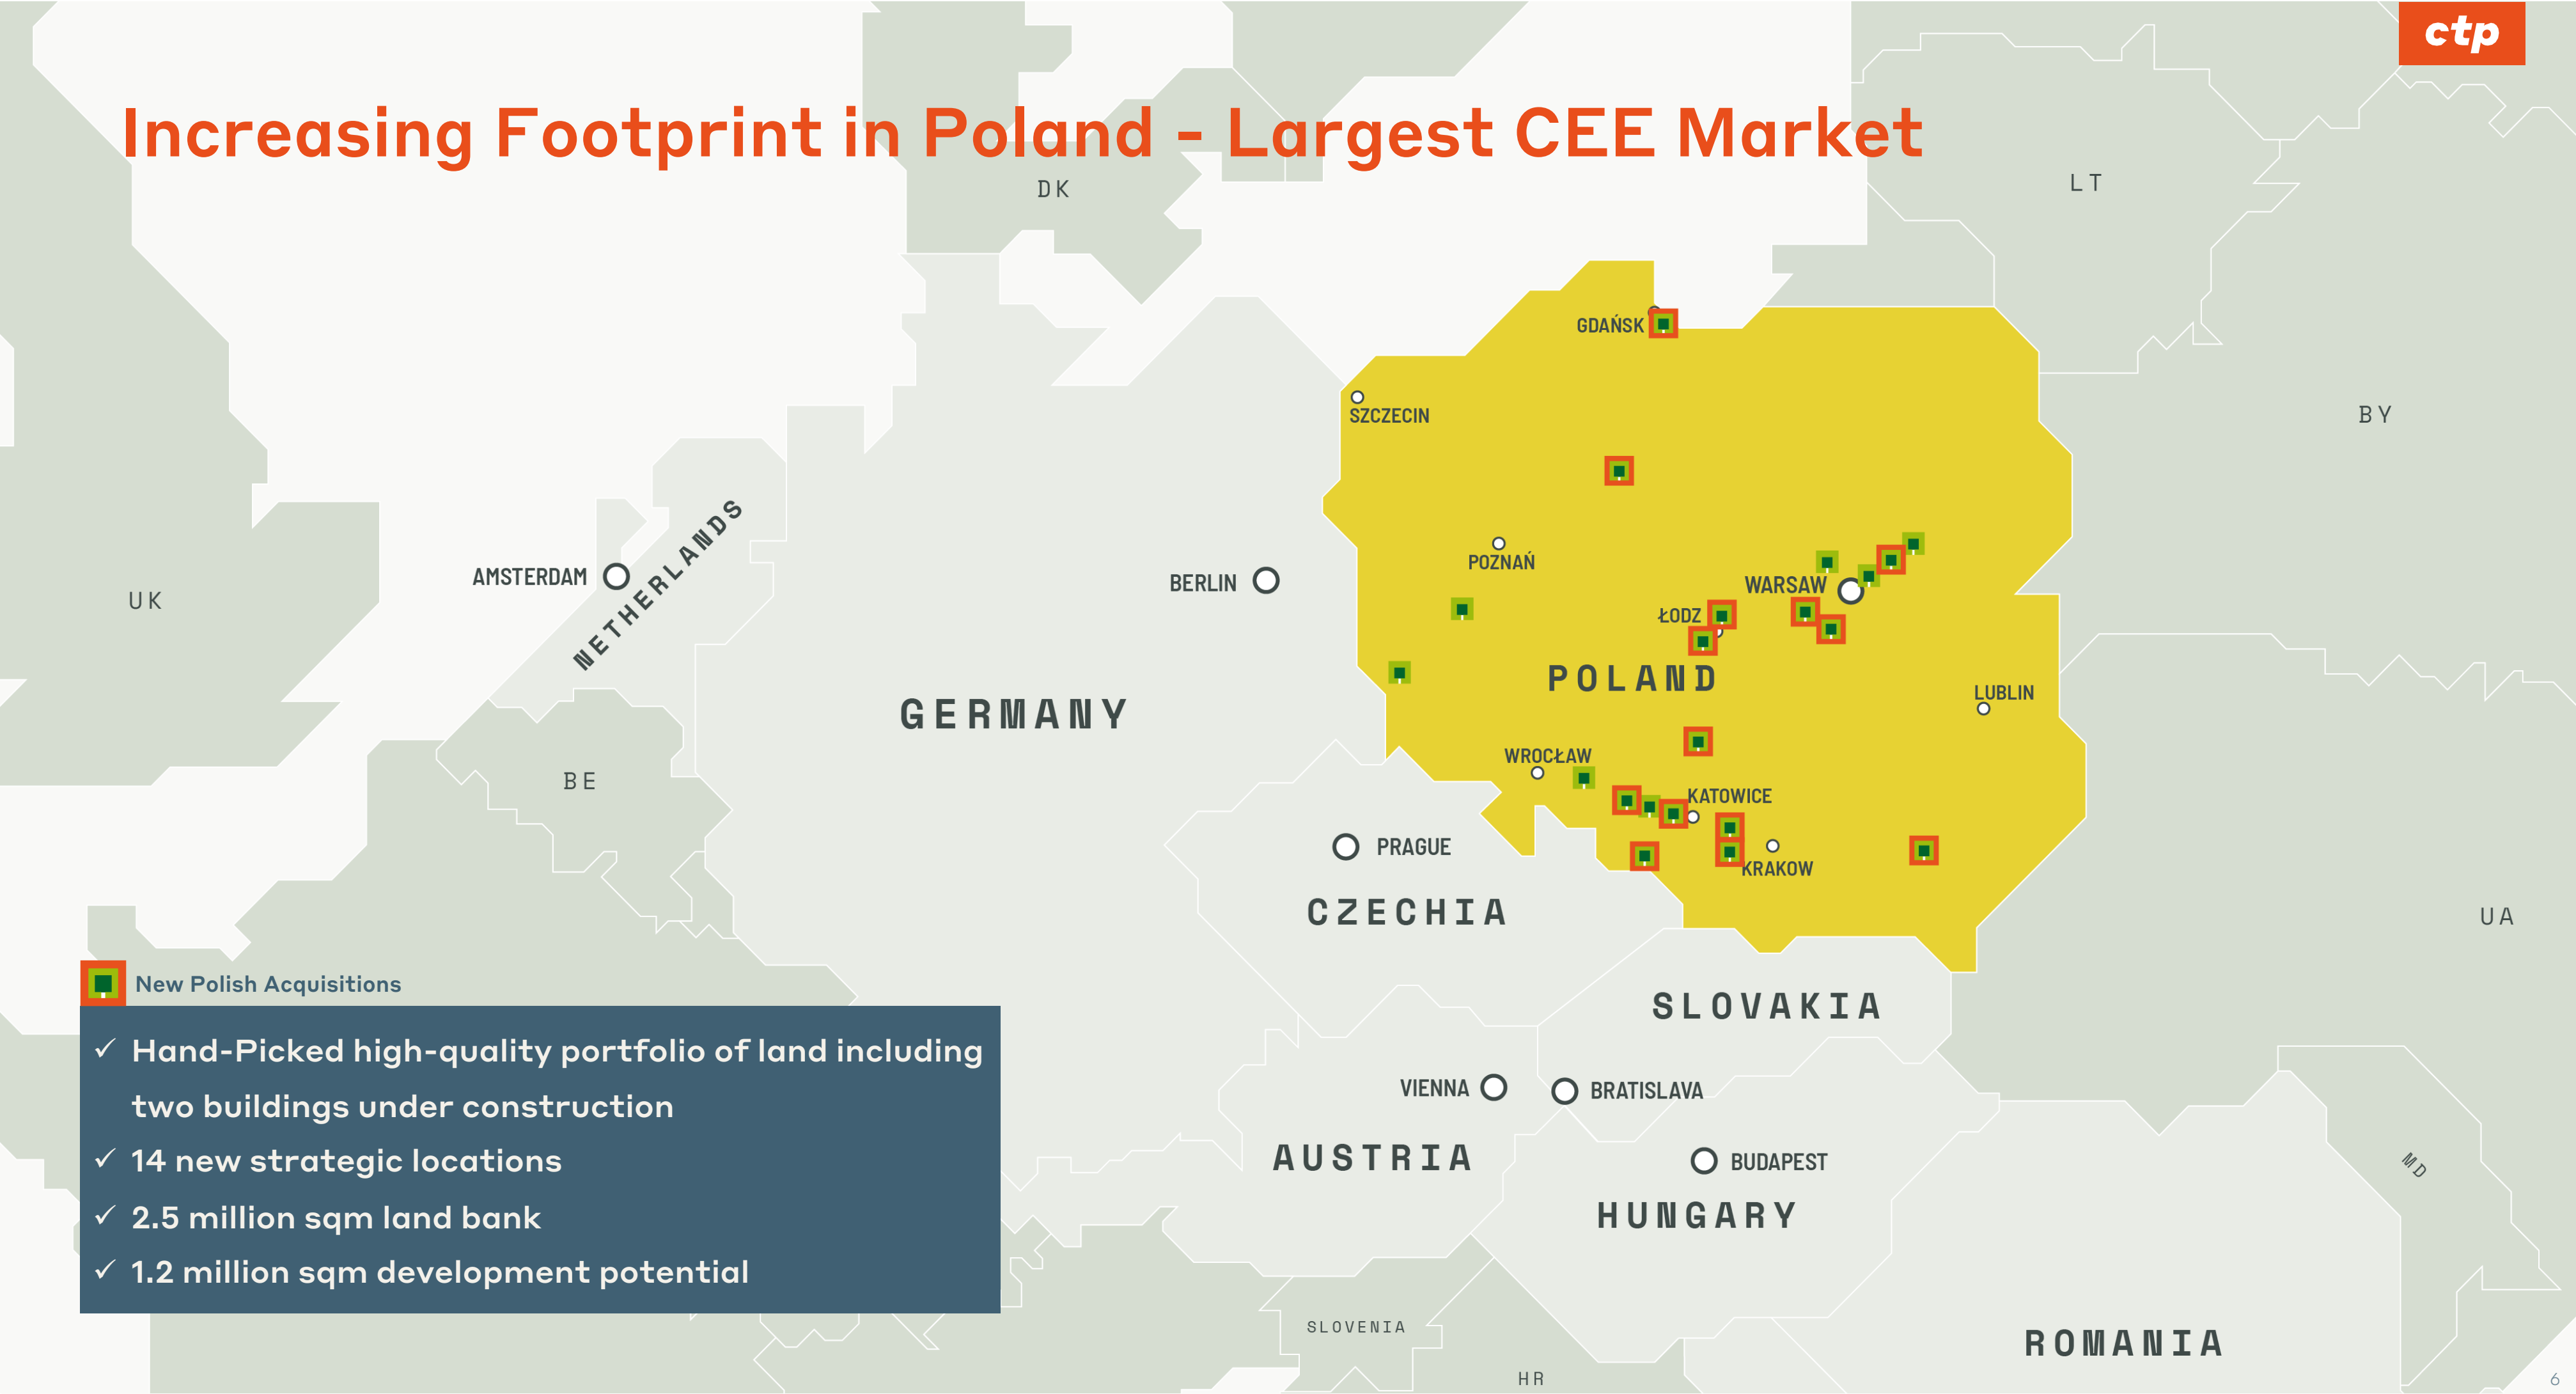 ctp
Increasing Footprint in Poland - Largest CEE Market
DK
LT
GDAŃSK
SZCZECIN
BY
NETHERLANDS
POZNAŃ
AMSTERDAM
BERLIN
WARSAW
UK
ŁODZ
POLAND
LUBLIN
GERMANY
WROCŁAW
BE
KATOWICE
PRAGUE
KRAKOW
CZECHIA
UA
New Polish Acquisitions
SLOVAKIA
✓ Hand-Picked high-quality portfolio of land including
two buildings under construction
✓ 14 new strategic locations
✓ 2.5 million sqm land bank
✓ 1.2 million sqm development potential
VIENNA
BRATISLAVA
AUSTRIA
BUDAPEST
MD
HUNGARY
SLOVENIA
ROMANIA
HR
6